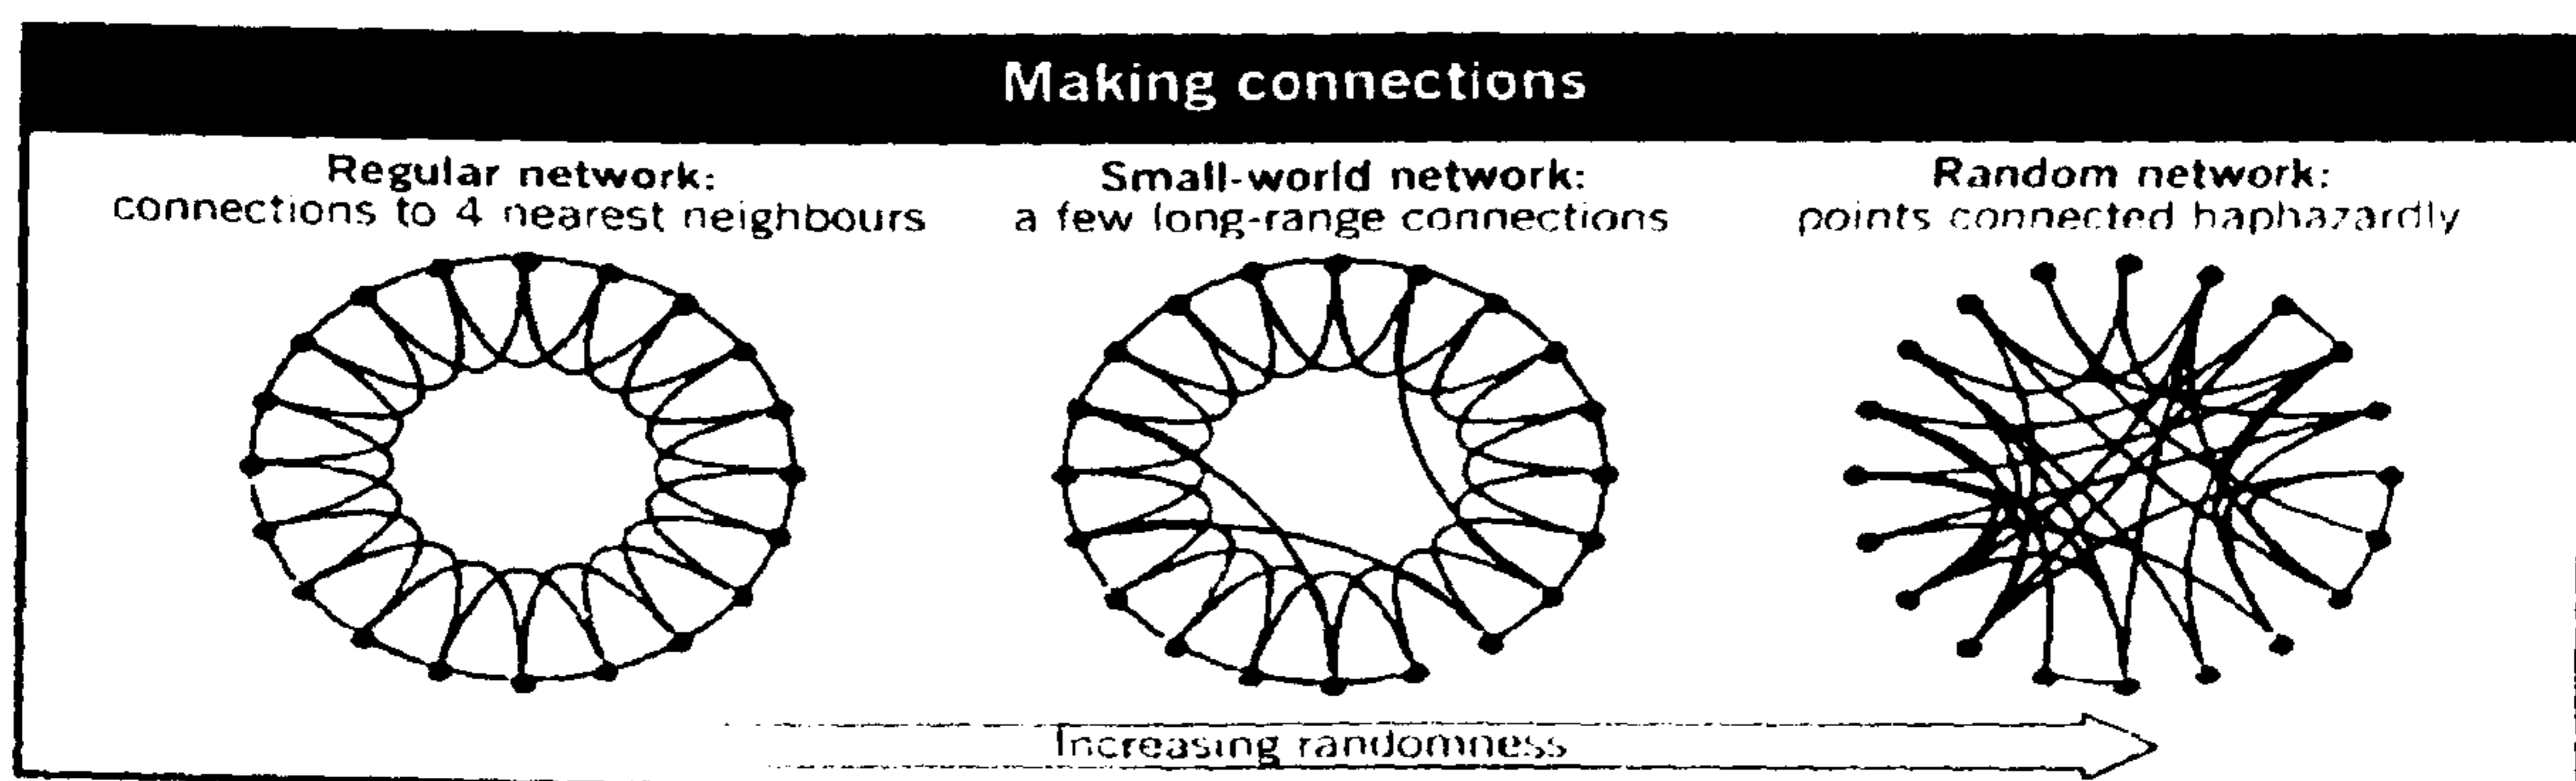 Making connections
Regular network:
connections to 4 nearest neighbours
Small-world network:
a few long-range connections
Random network:
points connected haphazardly
Increasing randomness